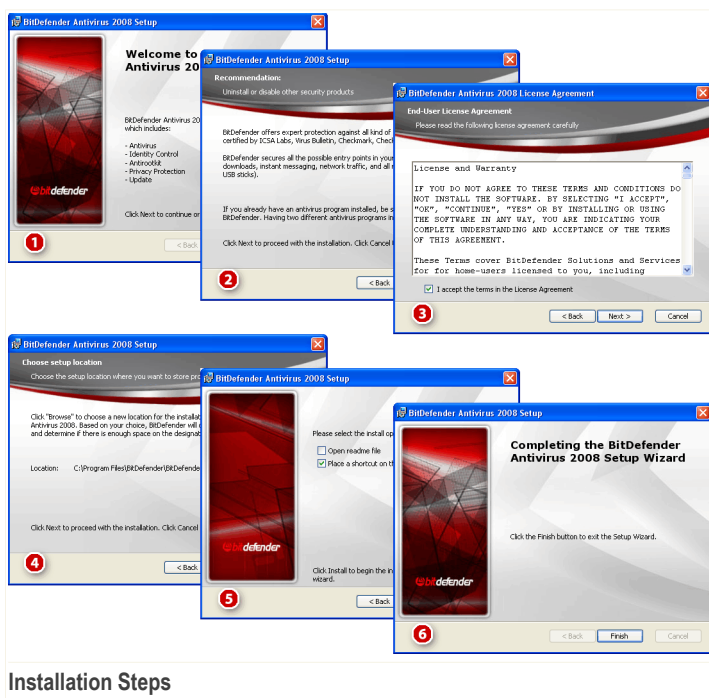 BitDefender Antivirus 2008 Setup
Welcome to
Antivirus 20
BitDefender Antivirus 20
which includes:
- Antivirus
- Identity Control
- Antirootkit
- Privacy Protection
- Update
bitdefender
Click Next to continue or
1
< Back
BitDefender Antivirus 2008 Setup
Recommendation:
Uninstall or disable other security products
BitDefender offers expert protection against all kind of
certified by ICSA Labs, Virus Bulletin, Checkmark, Chec
BitDefender secures all the possible entry points in your
downloads, instant messaging, network traffic, and all
USB sticks).
If you already have an antivirus program installed, be s
BitDefender. Having two different antivirus programs in
Click Next to proceed with the installation. Click Cancel
2
< Back
BitDefender Antivirus 2008 License Agreement
End-User License Agreement
Please read the following license agreement carefully
License and Warranty
IF YOU DO NOT AGREE TO THESE TERMS AND CONDITIONS DO
NOT INSTALL THE SOFTWARE. BY SELECTING "I ACCEPT",
"OK", "CONTINUE", "YES" OR BY INSTALLING OR USING
THE SOFTWARE IN ANY WAY, YOU ARE INDICATING YOUR
COMPLETE UNDERSTANDING AND ACCEPTANCE OF THE TERMS
OF THIS AGREEMENT.
These Terms cover BitDefender Solutions and Services
for for home-users licensed to you, including
I accept the terms in the License Agreement
3
< Back Next > Cancel
BitDefender Antivirus 2008 Setup
Choose setup location
Choose the setup location where you want to store pro
Click "Browse" to choose a new location for the installat
Antivirus 2008. Based on your choice, BitDefender will
and determine if there is enough space on the designat
Location: C:\Program Files\BitDefender\BitDefende
Click Next to proceed with the installation. Click Cancel
4
< Back
BitDefender Antivirus 2008 Setup
Please select the install op
Open readme file
Place a shortcut on th
bitdefender
Click Install to begin the in
wizard.
5
< Back
BitDefender Antivirus 2008 Setup
Completing the BitDefender
Antivirus 2008 Setup Wizard
Click the Finish button to exit the Setup Wizard.
bitdefender
6
< Back Finish Cancel
Installation Steps